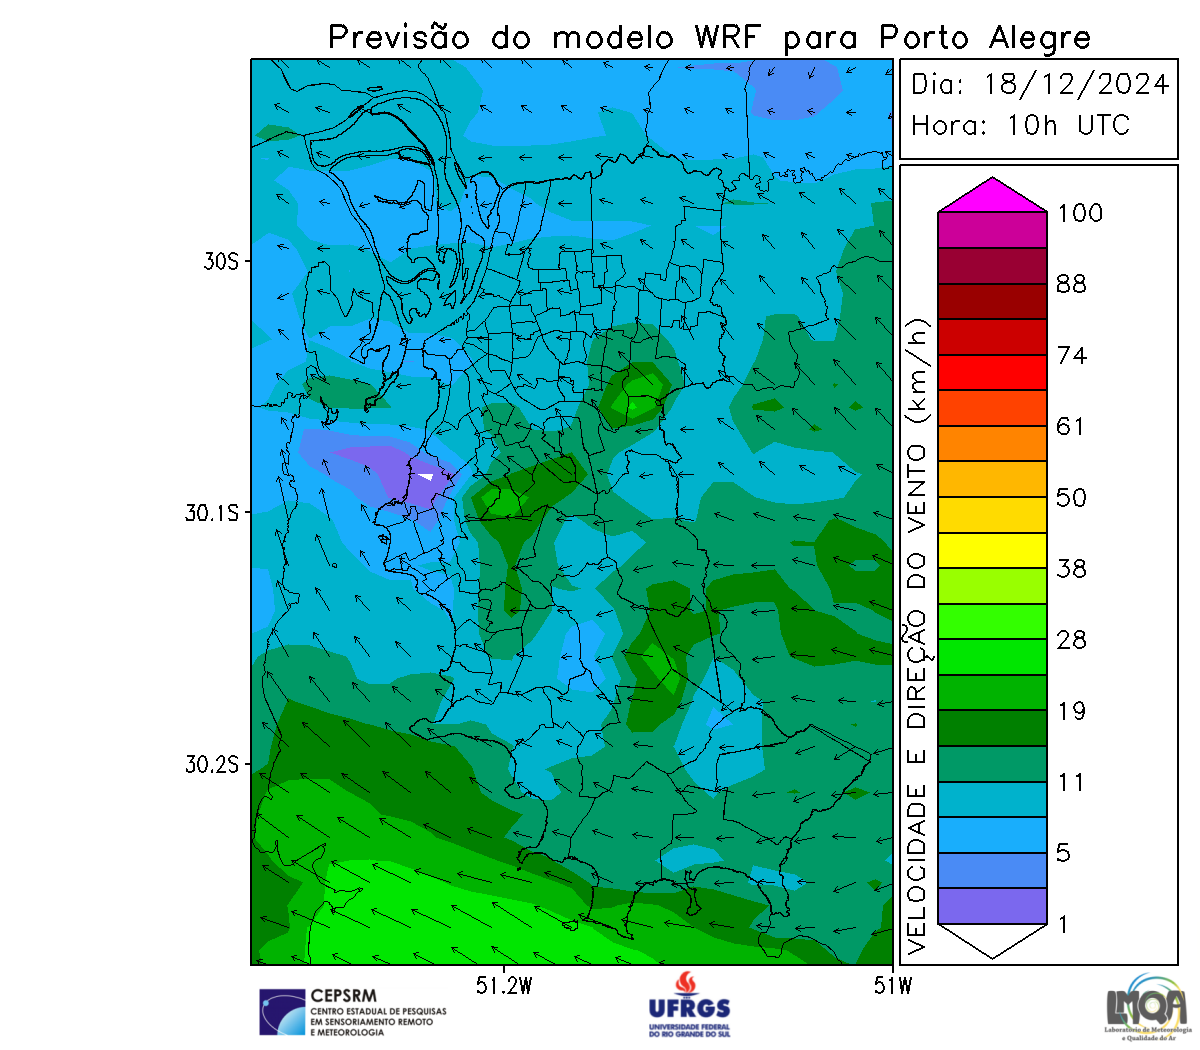 Previsão do modelo WRF para Porto Alegre
Dia: 18/12/2024
Hora: 10h UTC
30S
30.1S
30.2S
51.2W
51W
VELOCIDADE E DIREÇÃO DO VENTO (km/h)
100
88
74
61
50
38
28
19
11
5
1
CEPSRM
CENTRO ESTADUAL DE PESQUISAS
EM SENSORIAMENTO REMOTO
E METEOROLOGIA
UFRGS
UNIVERSIDADE FEDERAL
DO RIO GRANDE DO SUL
LMQA
Laboratório de Meteorologia
e Qualidade do Ar